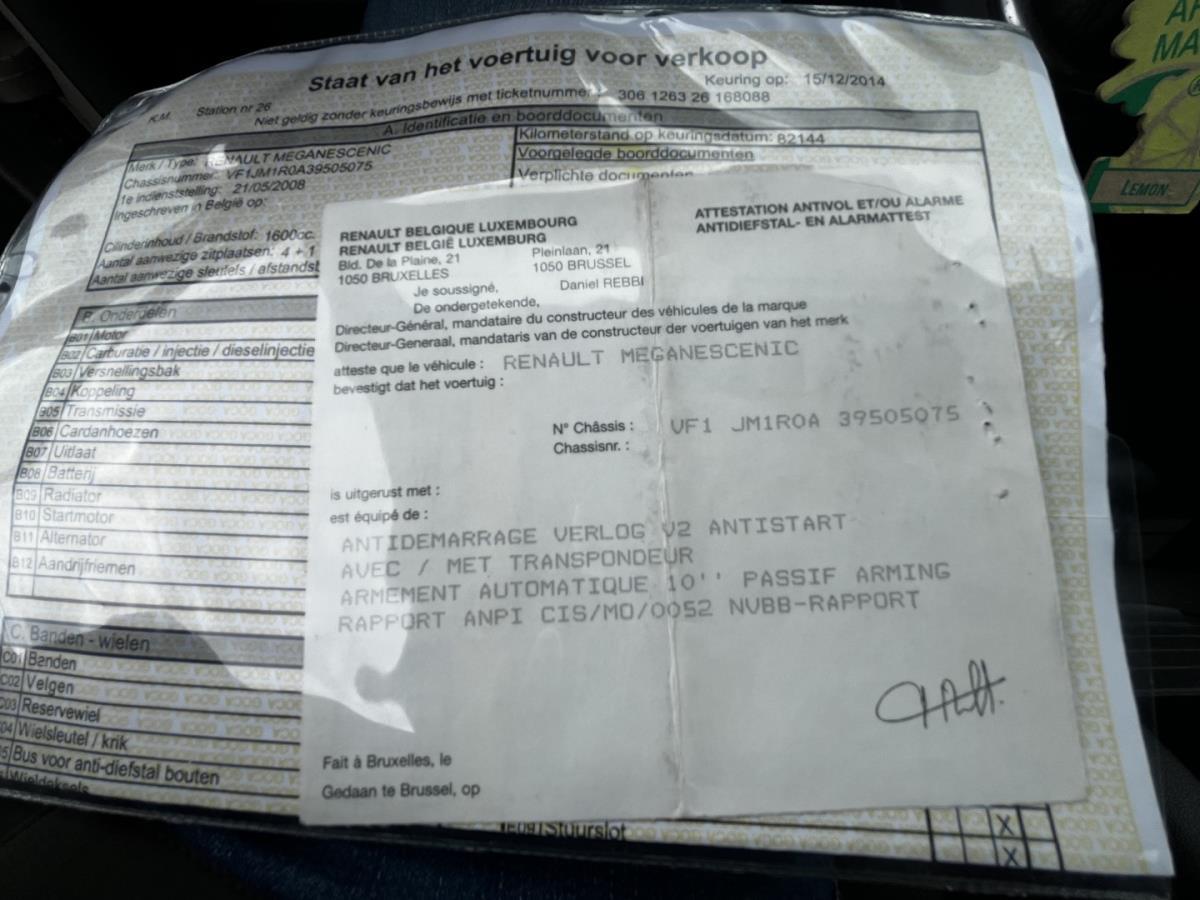 Staat van het voertuig voor verkoop
Keuring op: 15/12/2014
K.M. Station nr 26
Niet geldig zonder keuringsbewijs met ticketnummer 306 1263 26 168088
A. Identificatie en boorddocumenten
Merk / Type: RENAULT MEGANESCENIC
Chassisnummer: VF1JM1R0A39505075
1e indienststelling: 21/05/2008
Ingeschreven in België op:
Cilinderinhoud / Brandstof: 1600cc.
Aantal aanwezige zitplaatsen: 4 + 1
Aantal aanwezige sleutels / afstandst
Kilometerstand op keuringsdatum: 82144
Voorgelegde boorddocumenten
Verplichte documenten
Onderdelen
B01 Motor
B02 Carburatie / injectie / dieselinjectie
B03 Versnellingsbak
B04 Koppeling
B05 Transmissie
B06 Cardanhoezen
B07 Uitlaat
B08 Batterij
B09 Radiator
B10 Startmotor
B11 Alternator
B12 Aandrijfriemen
C. Banden - wielen
C01 Banden
C02 Velgen
C03 Reservewiel
04 Wielsleutel / krik
5 Bus voor anti-diefstal bouten
Wieldeksels
RENAULT BELGIQUE LUXEMBOURG
RENAULT BELGIË LUXEMBURG
Bld. De la Plaine, 21 Pleinlaan, 21
1050 BRUXELLES 1050 BRUSSEL
ATTESTATION ANTIVOL ET/OU ALARME
ANTIDIEFSTAL- EN ALARMATTEST
Je soussigné, Daniel REBBI
De ondergetekende,
Directeur-Général, mandataire du constructeur des véhicules de la marque
Directeur-Generaal, mandataris van de constructeur der voertuigen van het merk
atteste que le véhicule : RENAULT MEGANESCENIC
bevestigt dat het voertuig :
N° Châssis : VF1 JM1R0A 39505075
Chassisnr. :
is uitgerust met :
est équipé de :
ANTIDEMARRAGE VERLOG V2 ANTISTART
AVEC / MET TRANSPONDEUR
ARMEMENT AUTOMATIQUE 10'' PASSIF ARMING
RAPPORT ANPI CIS/MO/0052 NVBB-RAPPORT
Fait à Bruxelles, le
Gedaan te Brussel, op
E09 Stuurslot
X
X
MA
LEMON